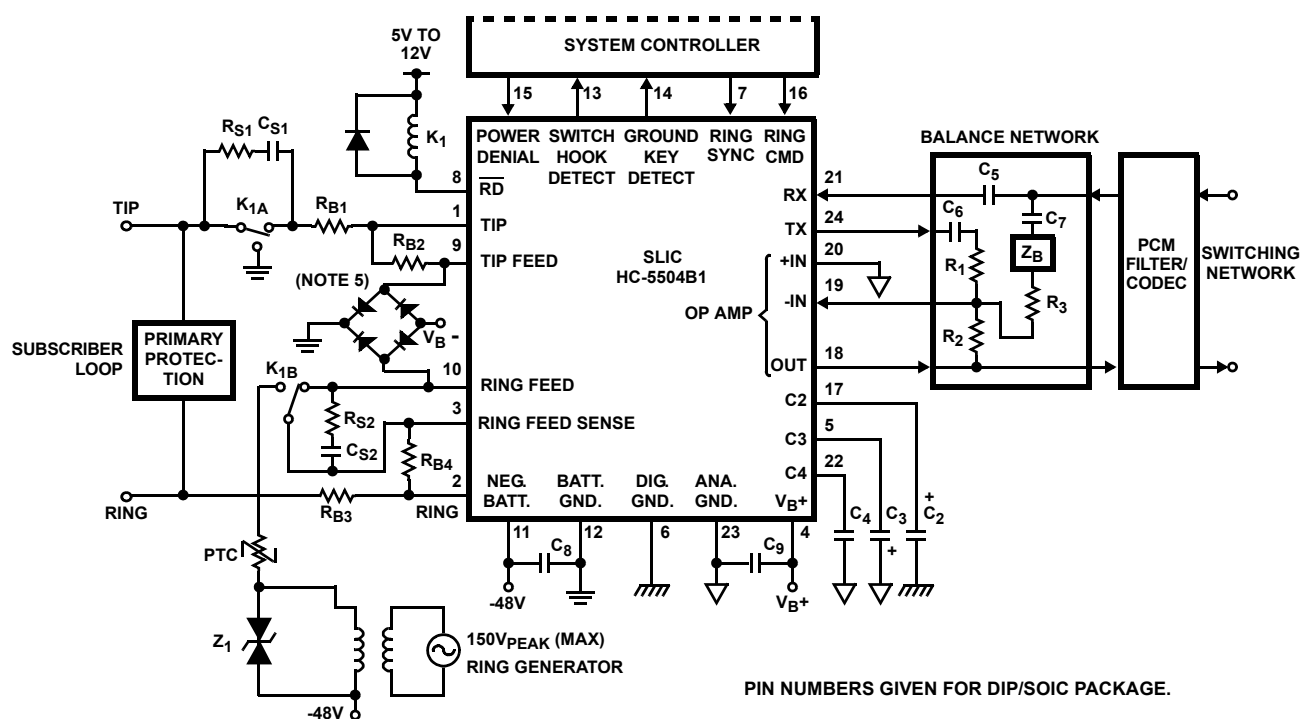 SYSTEM CONTROLLER
5V TO
12V
15
13
14
7
16
POWER
DENIAL
SWITCH
HOOK
DETECT
GROUND
KEY
DETECT
RING
SYNC
RING
CMD
K1
8
RD
RS1
CS1
TIP
K1A
RB1
1
TIP
RB2
9
TIP FEED
(NOTE 5)
VB -
SUBSCRIBER
LOOP
PRIMARY
PROTEC-
TION
K1B
10
RING FEED
RS2
3
RING FEED SENSE
CS2
RB4
2
RING
RING
RB3
SLIC
HC-5504B1
21
RX
24
TX
20
+IN
19
-IN
OP AMP
18
OUT
17
C2
5
C3
22
C4
NEG.
BATT.
BATT.
GND.
DIG.
GND.
ANA.
GND.
VB+
11
12
6
23
4
C8
C9
-48V
VB+
C4
C3
+
+
C2
BALANCE NETWORK
C5
C6
C7
ZB
R1
R3
R2
PCM
FILTER/
CODEC
SWITCHING
NETWORK
PTC
Z1
150VPEAK (MAX)
RING GENERATOR
-48V
PIN NUMBERS GIVEN FOR DIP/SOIC PACKAGE.